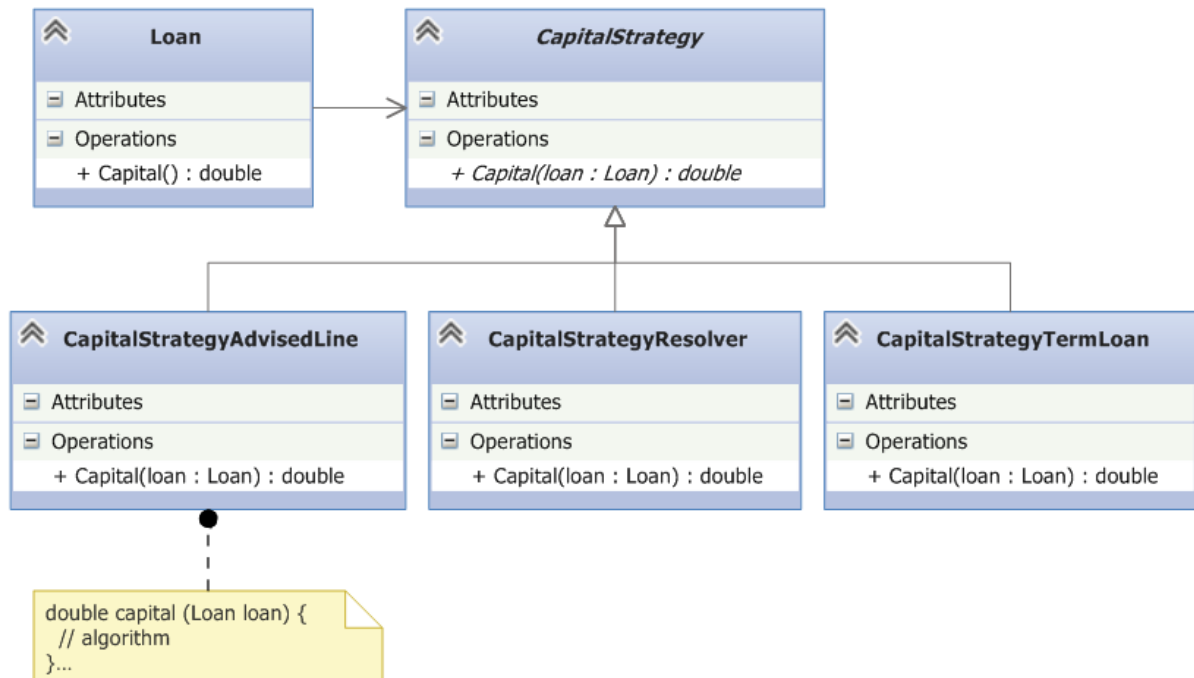 Loan
Attributes
Operations
+ Capital() : double
CapitalStrategy
Attributes
Operations
+ Capital(loan : Loan) : double
CapitalStrategyAdvisedLine
Attributes
Operations
+ Capital(loan : Loan) : double
CapitalStrategyResolver
Attributes
Operations
+ Capital(loan : Loan) : double
CapitalStrategyTermLoan
Attributes
Operations
+ Capital(loan : Loan) : double
double capital (Loan loan) {
// algorithm
}...